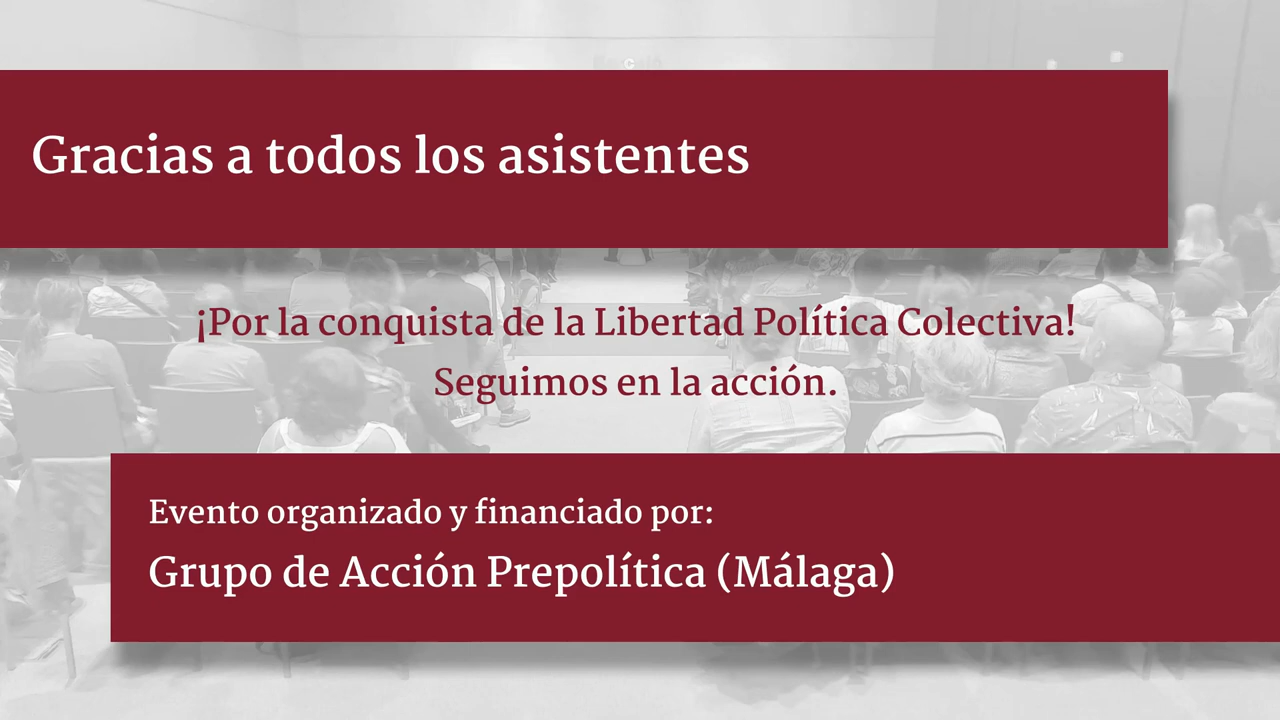 Gracias a todos los asistentes
¡Por la conquista de la Libertad Política Colectiva!
Seguimos en la acción.
Evento organizado y financiado por:
Grupo de Acción Prepolítica (Málaga)